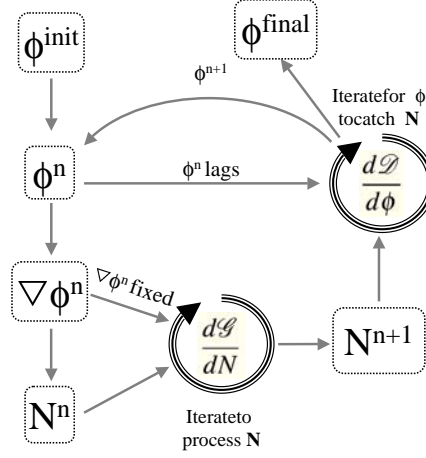 ϕ^init
ϕ^final
ϕ^n+1
Iteratefor ϕ
tocatch N
ϕ^n
ϕ^n lags
d𝒟
dϕ
▽ϕ^n
▽ϕ^n fixed
d𝒢
dN
N^n+1
N^n
Iterateto
process N